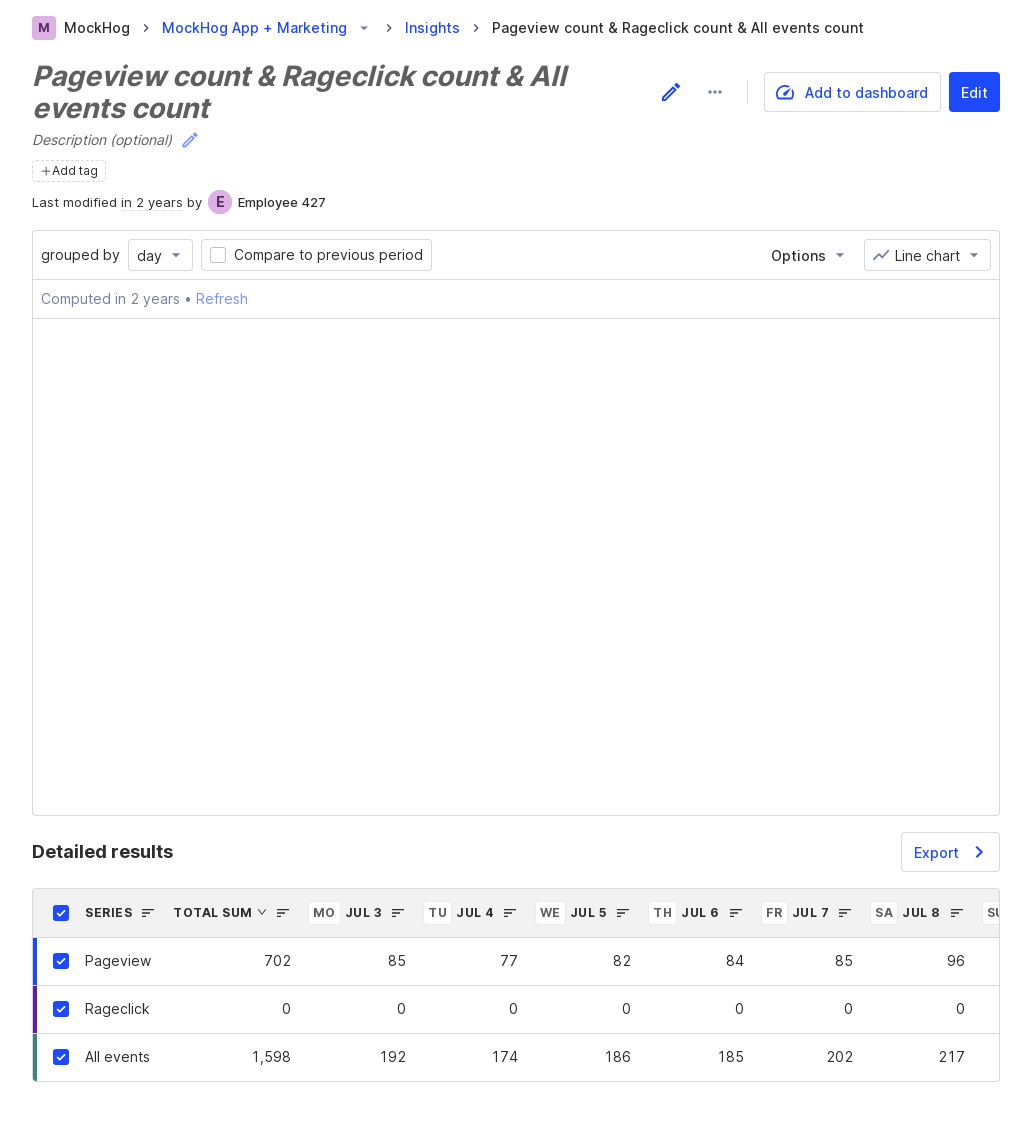 M MockHog MockHog App + Marketing Insights Pageview count & Rageclick count & All events count
Pageview count & Rageclick count & All
events count
Add to dashboard Edit
Description (optional)
Add tag
Last modified in 2 years by E Employee 427
grouped by day Compare to previous period Options Line chart
Computed in 2 years • Refresh
Detailed results Export
SERIES TOTAL SUM MO JUL 3 TU JUL 4 WE JUL 5 TH JUL 6 FR JUL 7 SA JUL 8
Pageview 702 85 77 82 84 85 96
Rageclick 0 0 0 0 0 0 0
All events 1,598 192 174 186 185 202 217